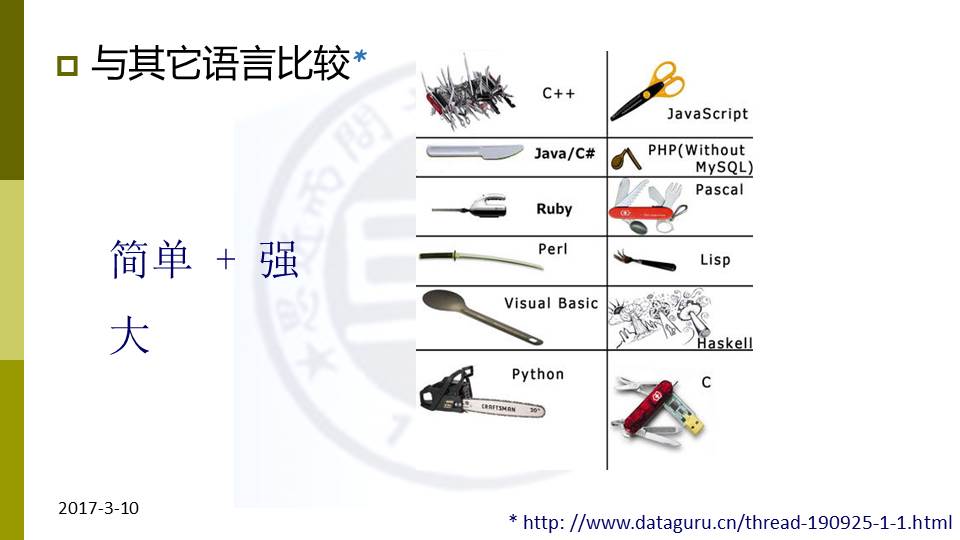 与其它语言比较*
C++
JavaScript
Java/C#
PHP(Without
MySQL)
Ruby
Pascal
Perl
Lisp
Visual Basic
Haskell
Python
C
CRAFTSMAN 20"
简单 + 强
大
2017-3-10
* http: //www.dataguru.cn/thread-190925-1-1.html